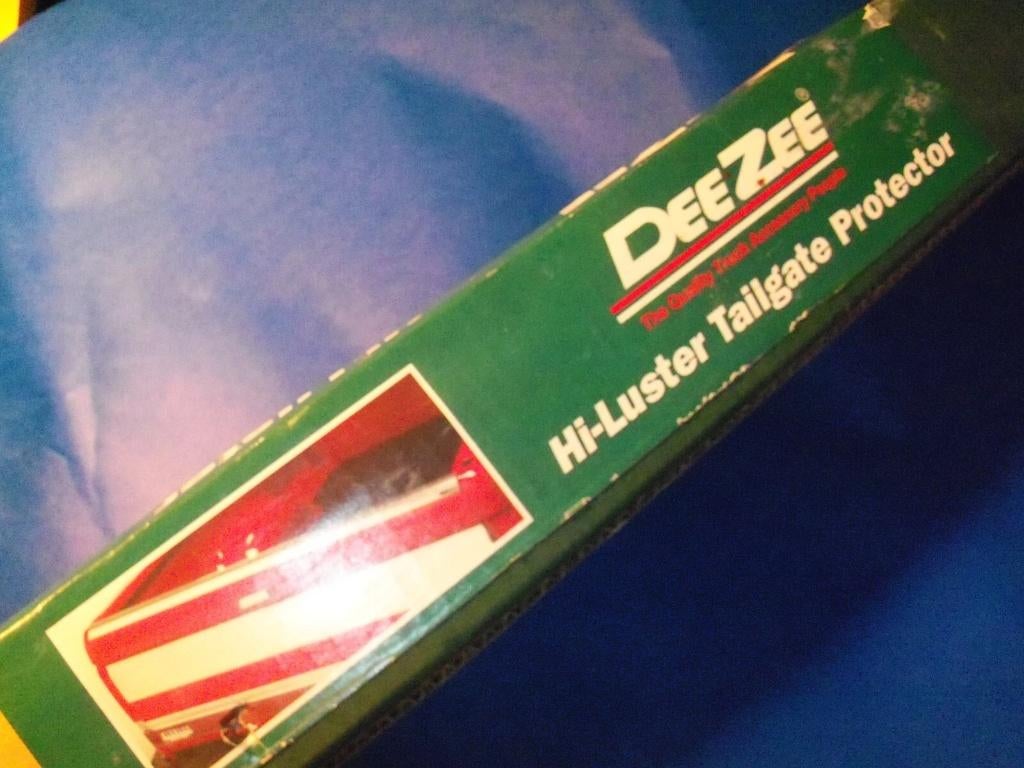 DEE ZEE®
The Quality Truck Accessory People
Hi-Luster Tailgate Protector